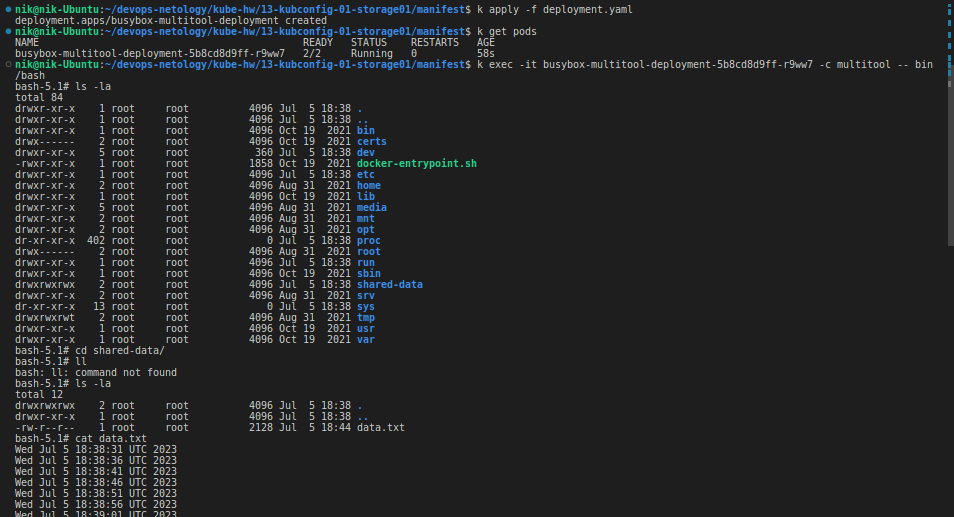 nik@nik-Ubuntu:~/devops-netology/kube-hw/13-kubconfig-01-storage01/manifest$ k apply -f deployment.yaml
deployment.apps/busybox-multitool-deployment created
nik@nik-Ubuntu:~/devops-netology/kube-hw/13-kubconfig-01-storage01/manifest$ k get pods
NAME                                            READY   STATUS    RESTARTS   AGE
busybox-multitool-deployment-5b8cd8d9ff-r9ww7   2/2     Running   0          58s
nik@nik-Ubuntu:~/devops-netology/kube-hw/13-kubconfig-01-storage01/manifest$ k exec -it busybox-multitool-deployment-5b8cd8d9ff-r9ww7 -c multitool -- bin
/bash
bash-5.1# ls -la
total 84
drwxr-xr-x    1 root     root          4096 Jul  5 18:38 .
drwxr-xr-x    1 root     root          4096 Jul  5 18:38 ..
drwxr-xr-x    1 root     root          4096 Oct 19  2021 bin
drwx------    2 root     root          4096 Oct 19  2021 certs
drwxr-xr-x    5 root     root           360 Jul  5 18:38 dev
-rwxr-xr-x    1 root     root          1858 Oct 19  2021 docker-entrypoint.sh
drwxr-xr-x    1 root     root          4096 Jul  5 18:38 etc
drwxr-xr-x    2 root     root          4096 Aug 31  2021 home
drwxr-xr-x    1 root     root          4096 Oct 19  2021 lib
drwxr-xr-x    5 root     root          4096 Aug 31  2021 media
drwxr-xr-x    2 root     root          4096 Aug 31  2021 mnt
drwxr-xr-x    2 root     root          4096 Aug 31  2021 opt
dr-xr-xr-x  402 root     root             0 Jul  5 18:38 proc
drwx------    2 root     root          4096 Aug 31  2021 root
drwxr-xr-x    1 root     root          4096 Jul  5 18:38 run
drwxr-xr-x    1 root     root          4096 Oct 19  2021 sbin
drwxrwxrwx    2 root     root          4096 Jul  5 18:38 shared-data
drwxr-xr-x    2 root     root          4096 Aug 31  2021 srv
dr-xr-xr-x   13 root     root             0 Jul  5 18:38 sys
drwxrwxrwt    2 root     root          4096 Aug 31  2021 tmp
drwxr-xr-x    1 root     root          4096 Oct 19  2021 usr
drwxr-xr-x    1 root     root          4096 Oct 19  2021 var
bash-5.1# cd shared-data/
bash-5.1# ll
bash: ll: command not found
bash-5.1# ls -la
total 12
drwxrwxrwx    2 root     root          4096 Jul  5 18:38 .
drwxr-xr-x    1 root     root          4096 Jul  5 18:38 ..
-rw-r--r--    1 root     root          2128 Jul  5 18:44 data.txt
bash-5.1# cat data.txt
Wed Jul 5 18:38:31 UTC 2023
Wed Jul 5 18:38:36 UTC 2023
Wed Jul 5 18:38:41 UTC 2023
Wed Jul 5 18:38:46 UTC 2023
Wed Jul 5 18:38:51 UTC 2023
Wed Jul 5 18:38:56 UTC 2023
Wed Jul 5 18:39:01 UTC 2023